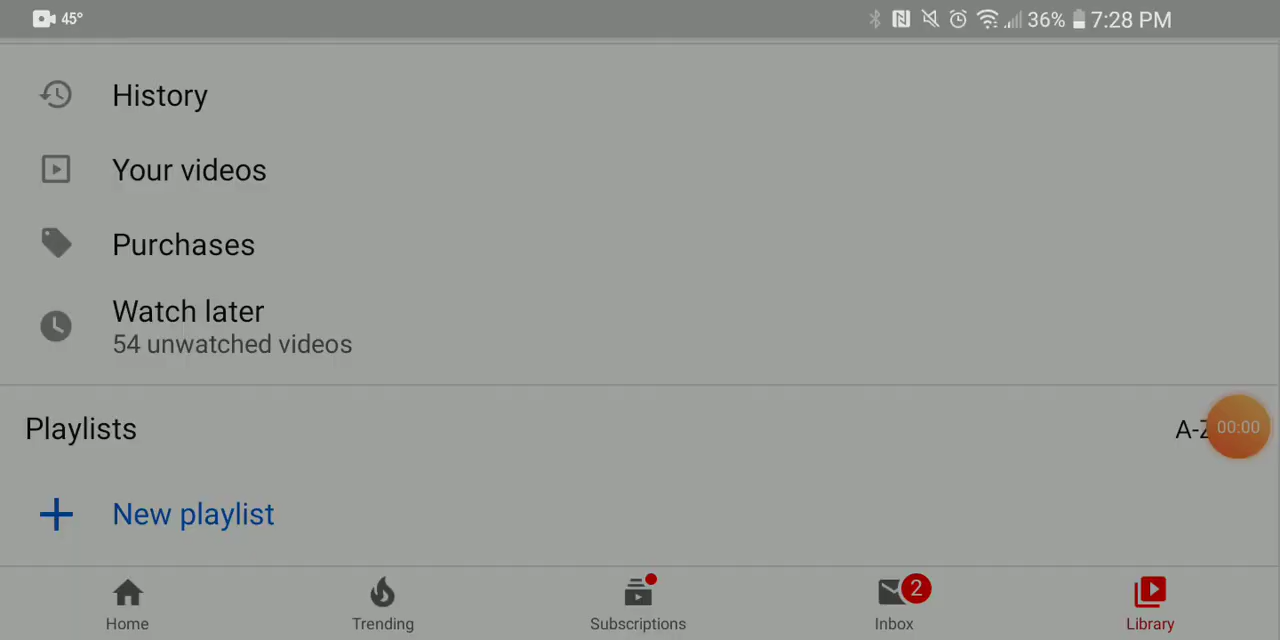 45°
36% 7:28 PM
History
Your videos
Purchases
Watch later
54 unwatched videos
Playlists
A-Z
00:00
New playlist
2
Home
Trending
Subscriptions
Inbox
Library